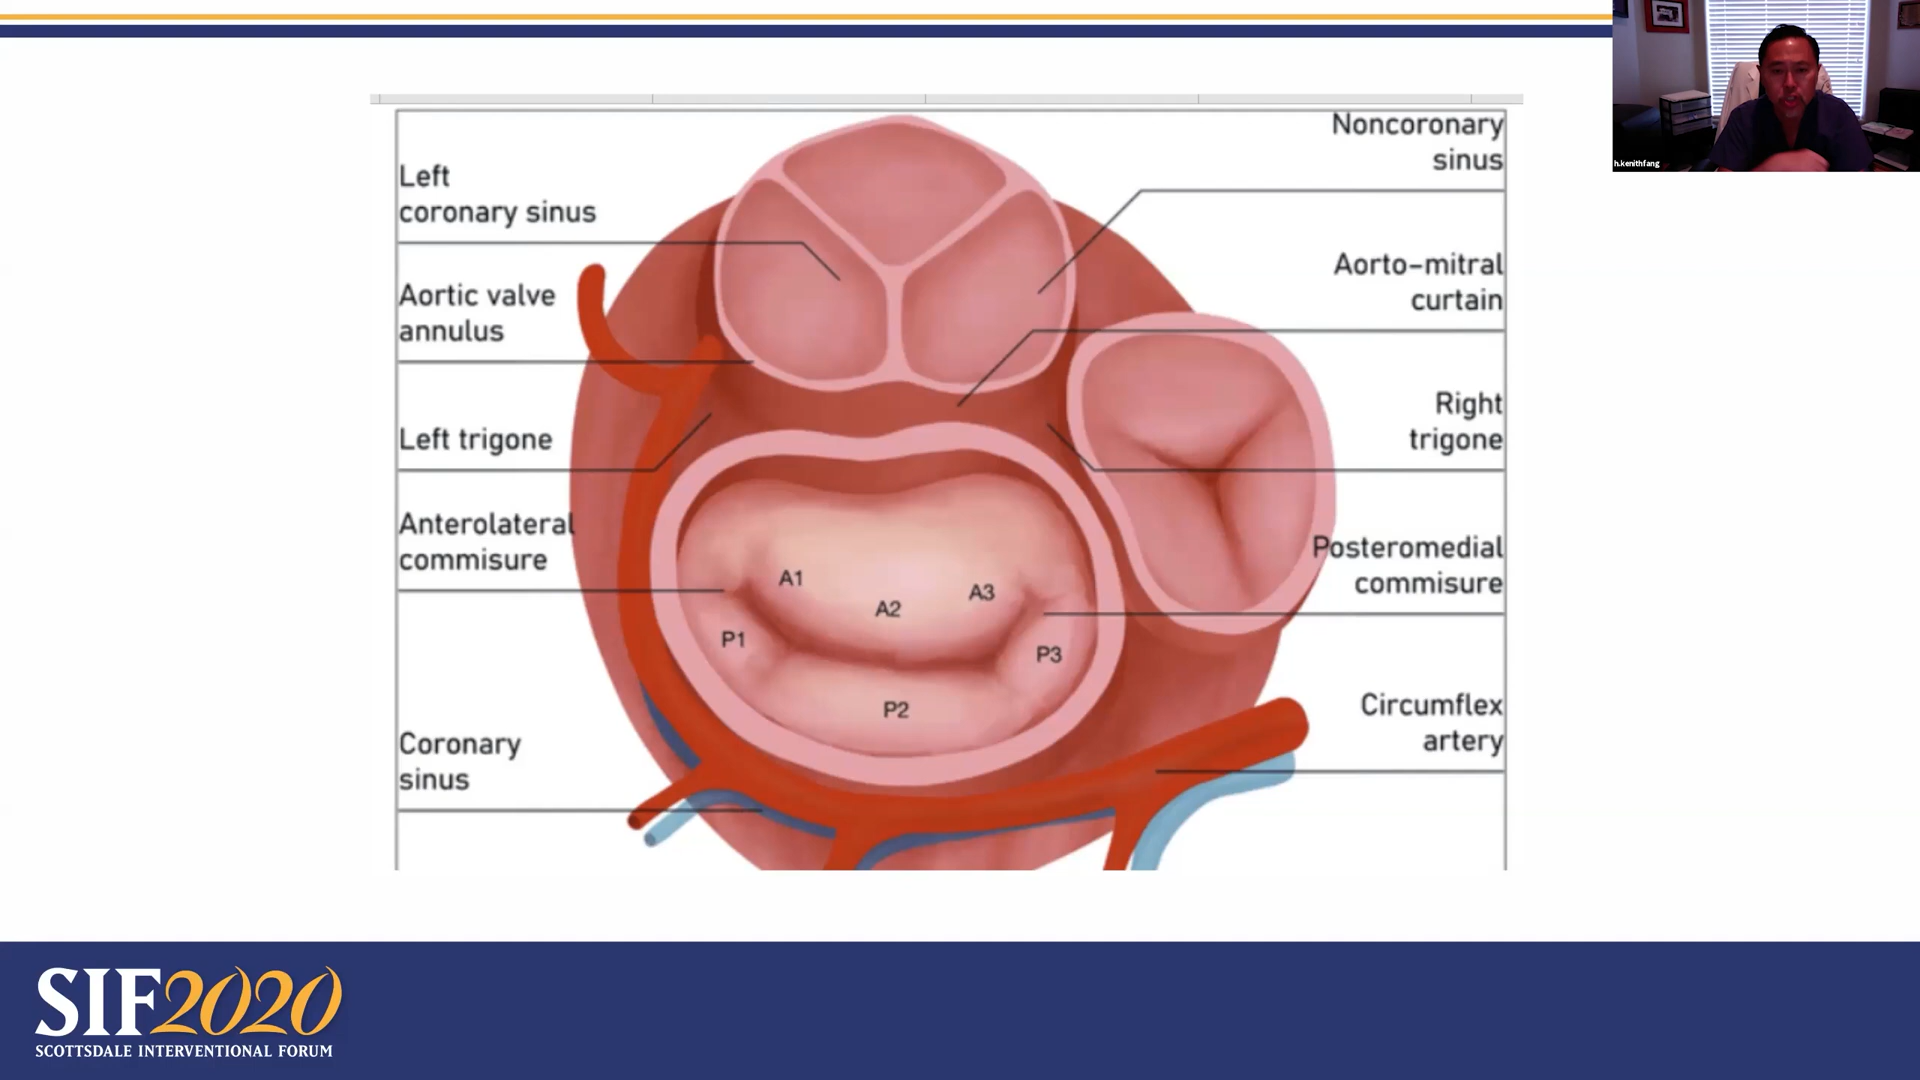 h.kenithfang
Left
coronary sinus
Aortic valve
annulus
Left trigone
Anterolateral
commisure
Coronary
sinus
Noncoronary
sinus
Aorto-mitral
curtain
Right
trigone
Posteromedial
commisure
Circumflex
artery
A1
A2
A3
P1
P2
P3
SIF2020
SCOTTSDALE INTERVENTIONAL FORUM